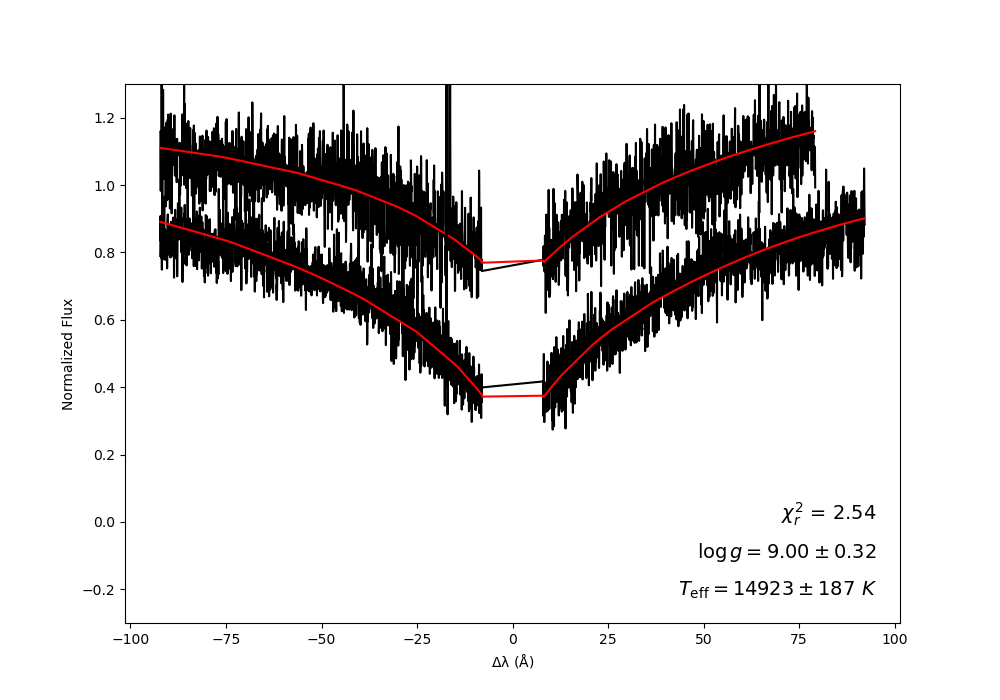 1.2
1.0
0.8
0.6
0.4
0.2
0.0
−0.2
Normalized Flux
χ²ᵣ = 2.54
log g = 9.00 ± 0.32
T_eff = 14923 ± 187 K
−100 −75 −50 −25 0 25 50 75 100
Δλ (Å)